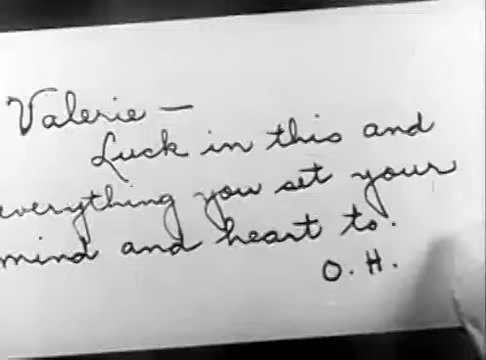 Valerie —
Luck in this and
everything you set your
mind and heart to.
O. H.